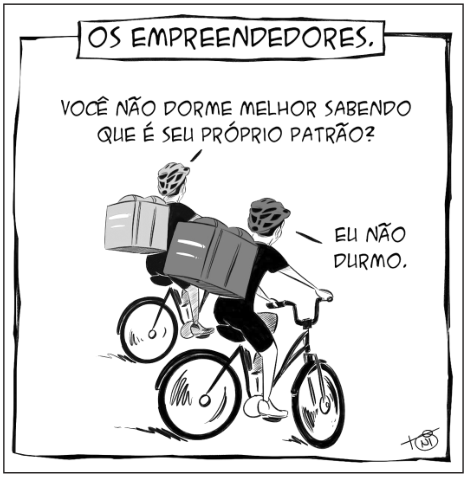 OS EMPREENDEDORES.
VOCÊ NÃO DORME MELHOR SABENDO
QUE É SEU PRÓPRIO PATRÃO?
EU NÃO
DURMO.